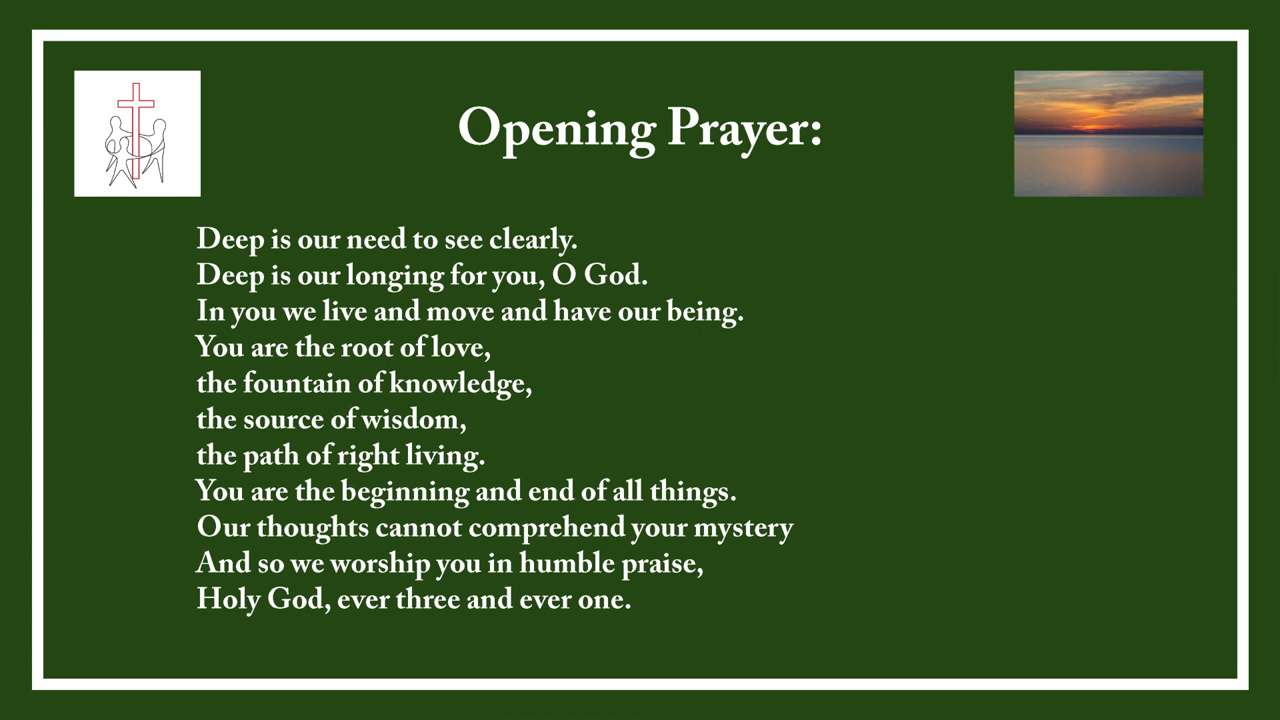 Opening Prayer:
Deep is our need to see clearly.
Deep is our longing for you, O God.
In you we live and move and have our being.
You are the root of love,
the fountain of knowledge,
the source of wisdom,
the path of right living.
You are the beginning and end of all things.
Our thoughts cannot comprehend your mystery
And so we worship you in humble praise,
Holy God, ever three and ever one.